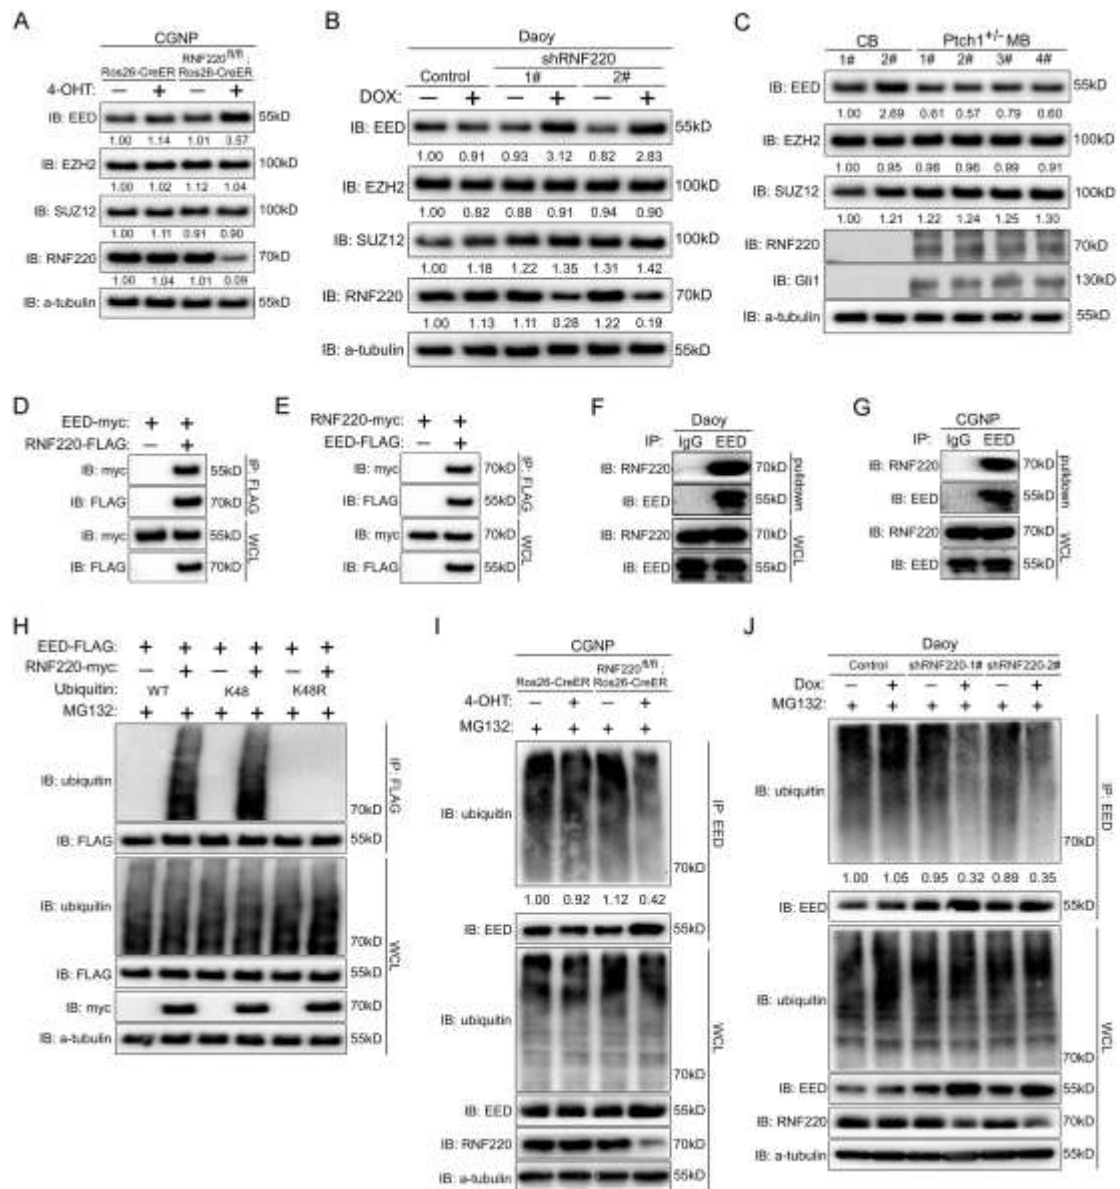 A
CGNP
Ros26-CreER RNF220fl/fl; Ros26-CreER
4-OHT: — + — +
IB: EED 55kD
1.00 1.14 1.01 3.57
IB: EZH2 100kD
1.00 1.02 1.12 1.04
IB: SUZ12 100kD
1.00 1.11 0.91 0.90
IB: RNF220 70kD
1.00 1.04 1.01 0.09
IB: a-tubulin 55kD
B
Daoy
shRNF220
Control 1# 2#
DOX: — + — + — +
IB: EED 55kD
1.00 0.91 0.93 3.12 0.82 2.83
IB: EZH2 100kD
1.00 0.82 0.88 0.91 0.94 0.90
IB: SUZ12 100kD
1.00 1.18 1.22 1.35 1.31 1.42
IB: RNF220 70kD
1.00 1.13 1.11 0.28 1.22 0.19
IB: a-tubulin 55kD
C
CB Ptch1+/- MB
1# 2# 1# 2# 3# 4#
IB: EED 55kD
1.00 2.69 0.61 0.57 0.79 0.60
IB: EZH2 100kD
1.00 0.95 0.96 0.96 0.89 0.91
IB: SUZ12 100kD
1.00 1.21 1.22 1.24 1.25 1.30
IB: RNF220 70kD
IB: Gli1 130kD
IB: a-tubulin 55kD
D
EED-myc: + +
RNF220-FLAG: — +
IB: myc 55kD
IB: FLAG 70kD
IP: FLAG
IB: myc 55kD
IB: FLAG 70kD
WCL
E
RNF220-myc: + +
EED-FLAG: — +
IB: myc 70kD
IB: FLAG 55kD
IP: FLAG
IB: myc 70kD
IB: FLAG 55kD
WCL
F
Daoy
IP: IgG EED
IB: RNF220 70kD
IB: EED 55kD
pulldown
IB: RNF220 70kD
IB: EED 55kD
WCL
G
CGNP
IP: IgG EED
IB: RNF220 70kD
IB: EED 55kD
pulldown
IB: RNF220 70kD
IB: EED 55kD
WCL
H
EED-FLAG: + + + + + +
RNF220-myc: — + — + — +
Ubiquitin: WT K48 K48R
MG132: + + + + + +
IB: ubiquitin 70kD
IB: FLAG 55kD
IP: FLAG
IB: ubiquitin 70kD
IB: FLAG 55kD
IB: myc 70kD
IB: a-tubulin 55kD
WCL
I
CGNP
Ros26-CreER RNF220fl/fl; Ros26-CreER
4-OHT: — + — +
MG132: + + + +
IB: ubiquitin 70kD
1.00 0.92 1.12 0.42
IB: EED 55kD
IP: EED
IB: ubiquitin 70kD
IB: EED 55kD
IB: RNF220 70kD
IB: a-tubulin 55kD
WCL
J
Daoy
Control shRNF220-1# shRNF220-2#
Dox: — + — + — +
MG132: + + + + + +
IB: ubiquitin 70kD
1.00 1.05 0.95 0.32 0.89 0.35
IB: EED 55kD
IP: EED
IB: ubiquitin 70kD
IB: EED 55kD
IB: RNF220 70kD
IB: a-tubulin 55kD
WCL